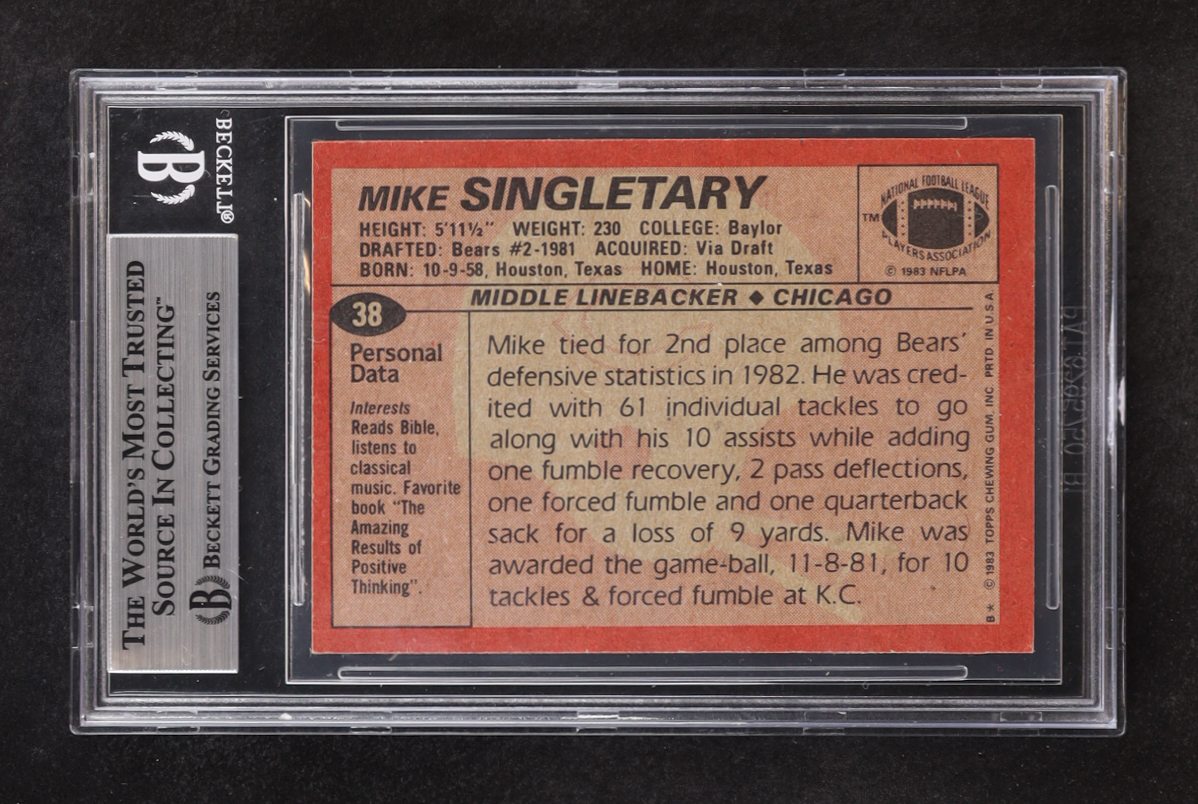 BECKETT®
THE WORLD'S MOST TRUSTED
SOURCE IN COLLECTING™
BECKETT GRADING SERVICES
MIKE SINGLETARY
HEIGHT: 5'11½" WEIGHT: 230 COLLEGE: Baylor
DRAFTED: Bears #2-1981 ACQUIRED: Via Draft
BORN: 10-9-58, Houston, Texas HOME: Houston, Texas
NATIONAL FOOTBALL LEAGUE
TM
PLAYERS ASSOCIATION
© 1983 NFLPA
MIDDLE LINEBACKER ◆ CHICAGO
38
Personal
Data
Interests
Reads Bible,
listens to
classical
music. Favorite
book "The
Amazing
Results of
Positive
Thinking".
Mike tied for 2nd place among Bears'
defensive statistics in 1982. He was cred-
ited with 61 individual tackles to go
along with his 10 assists while adding
one fumble recovery, 2 pass deflections,
one forced fumble and one quarterback
sack for a loss of 9 yards. Mike was
awarded the game-ball, 11-8-81, for 10
tackles & forced fumble at K.C.
B* © 1983 TOPPS CHEWING GUM, INC. PRTD. IN U.S.A